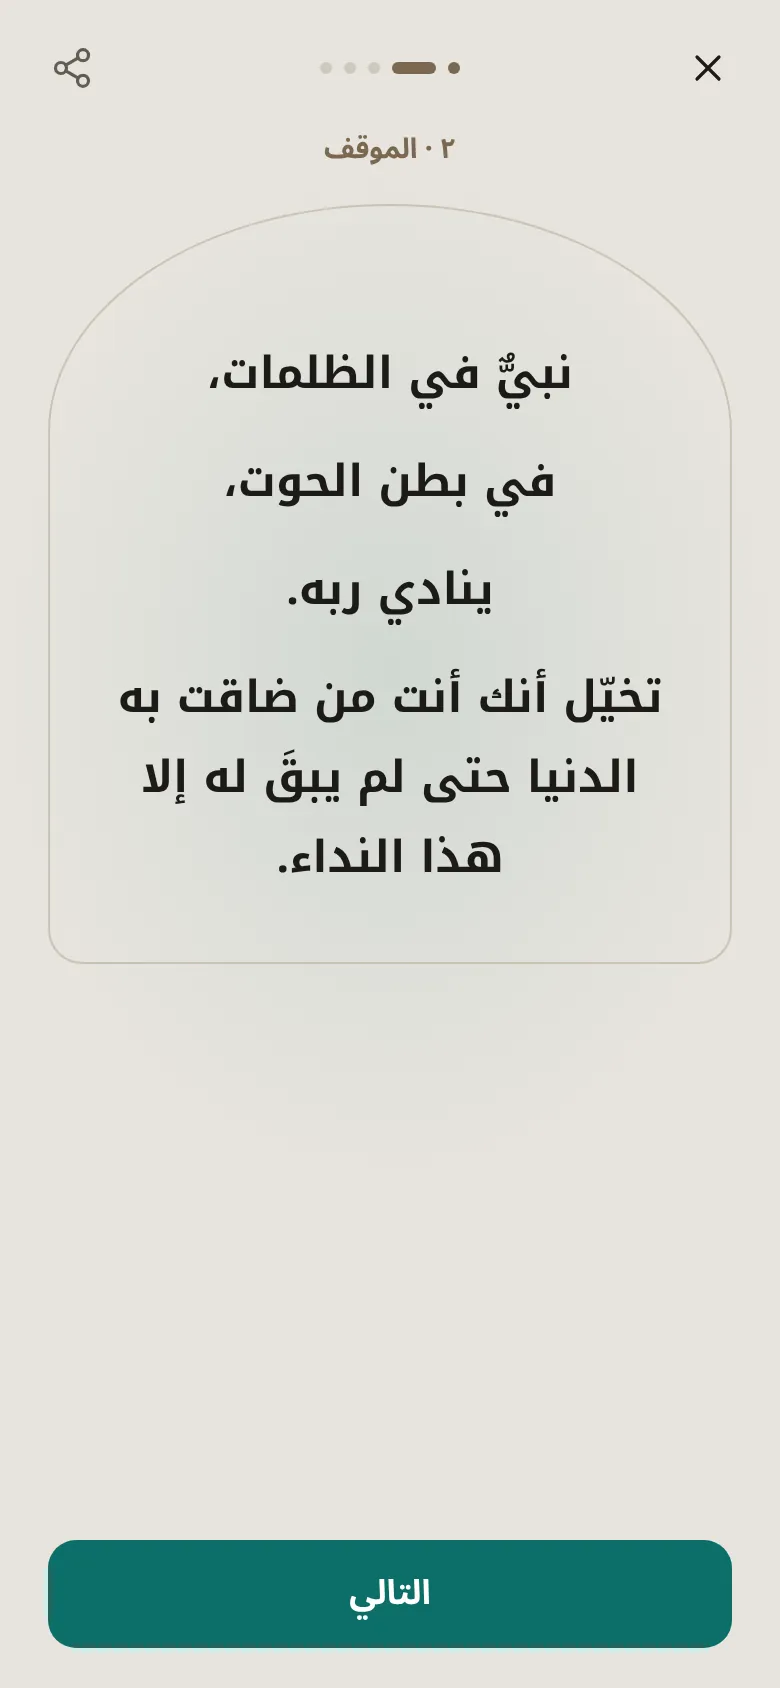 ٢ · الموقف
نبيٌّ في الظلمات،
في بطن الحوت،
ينادي ربه.
تخيّل أنك أنت من ضاقت به
الدنيا حتى لم يبقَ له إلا
هذا النداء.
التالي